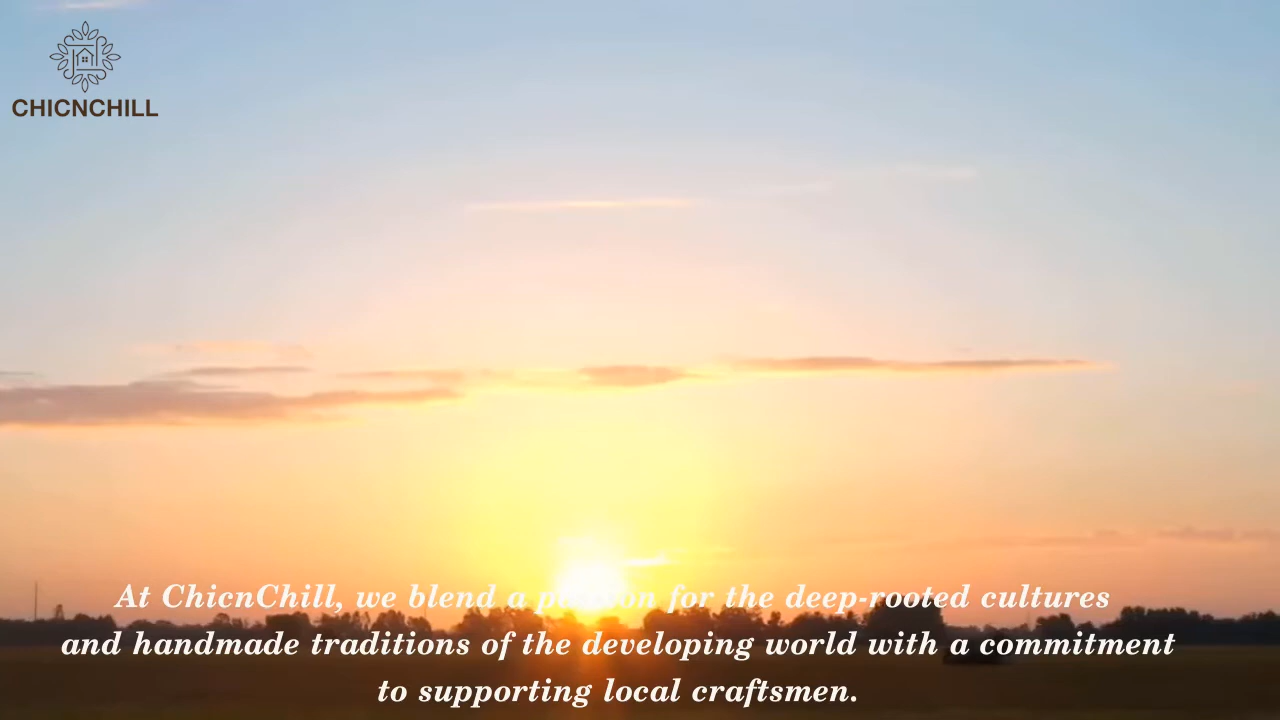 CHICNCHILL
At ChicnChill, we blend a passion for the deep-rooted cultures
and handmade traditions of the developing world with a commitment
to supporting local craftsmen.